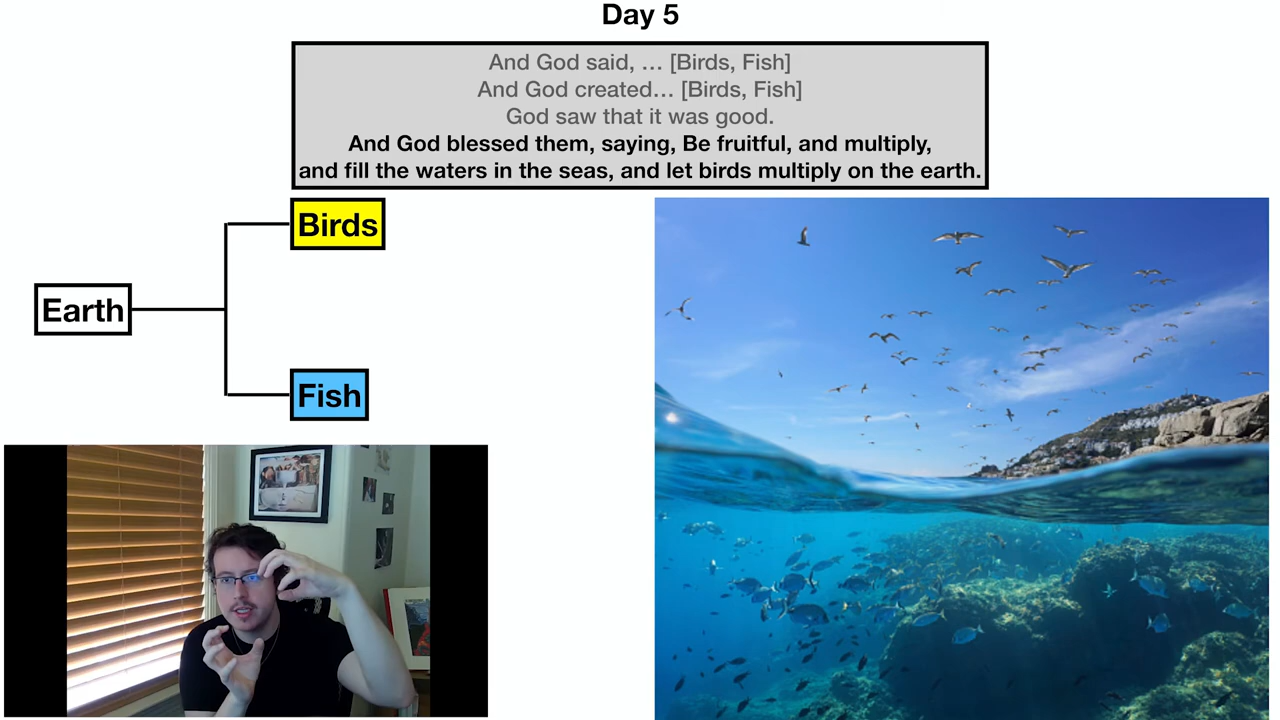 Day 5
And God said, … [Birds, Fish]
And God created… [Birds, Fish]
God saw that it was good.
And God blessed them, saying, Be fruitful, and multiply,
and fill the waters in the seas, and let birds multiply on the earth.
Birds
Earth
Fish